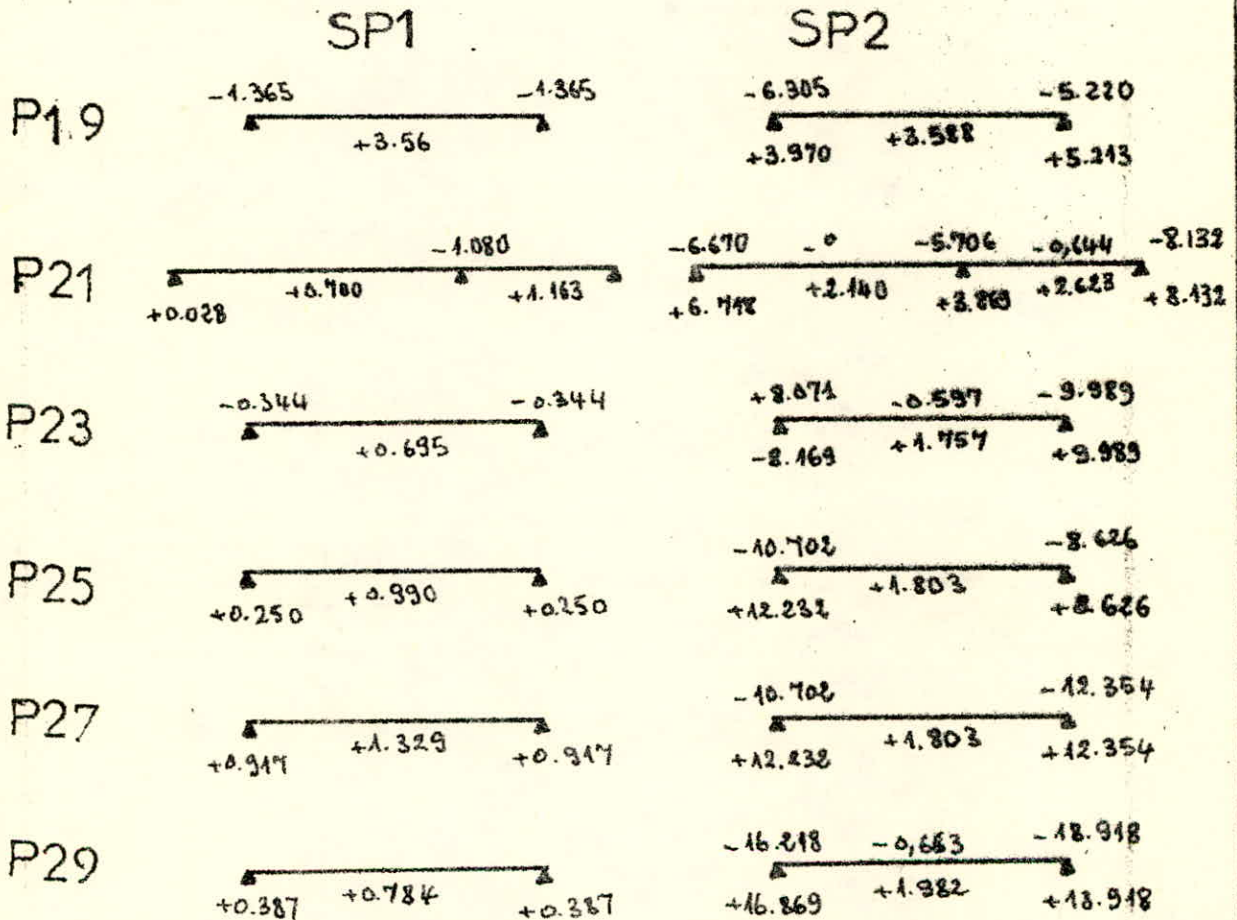 SP1 SP2
P19 -1.365 -1.365 -6.305 -5.220
+3.56 +3.588
+3.970 +5.213
-1.080 -6.670 -0 -5.706 -0,644 -8.132
P21
+0.028 +0.700 +1.163 +6.718 +2.140 +3.869 +2.623 +8.132
-0.344 -0.344 +8.071 -0.597 -9.989
P23
+0.695 -8.169 +1.757 +9.989
-10.702 -8.626
P25
+0.250 +0.990 +0.250 +12.232 +1.803 +8.626
-10.702 -12.354
P27
+0.917 +1.329 +0.917 +12.232 +1.803 +12.354
-16.218 -18.918
P29
+0.387 +0.784 +0.387 +16.869 +1.982 +18.918